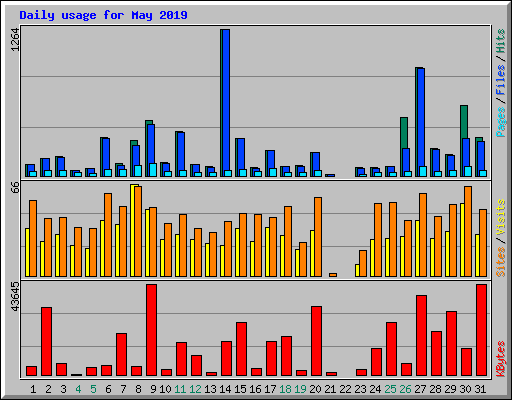 Daily usage for May 2019
1264
Pages / Files / Hits
66
Sites / Visits
43645
KBytes
1 2 3 4 5 6 7 8 9 10 11 12 13 14 15 16 17 18 19 20 21 22 23 24 25 26 27 28 29 30 31